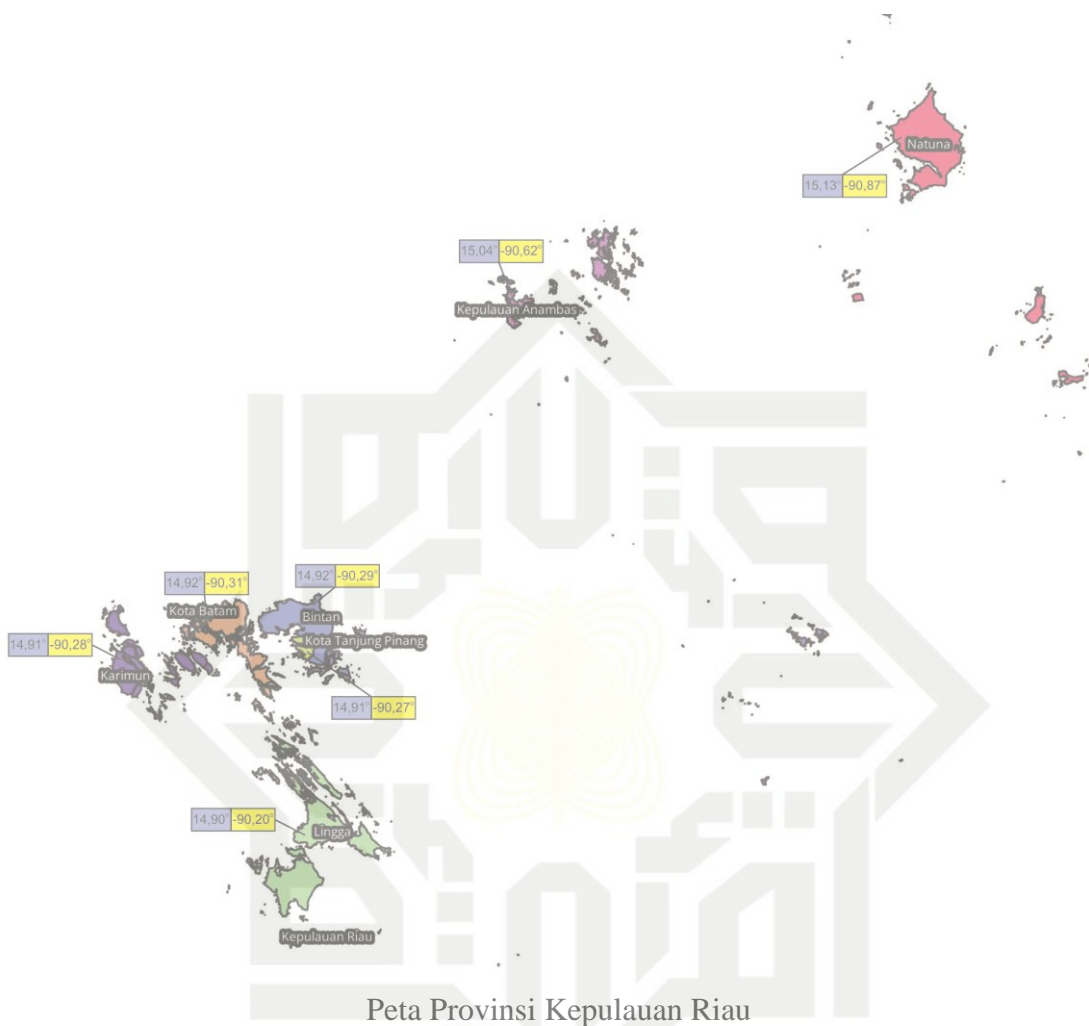 Natuna
15,13° -90,87°
15,04° -90,62°
Kepulauan Anambas
14,92° -90,31°
14,92° -90,29°
Kota Batam
Bintan
Kota Tanjung Pinang
14,91° -90,28°
Karimun
14,91° -90,27°
14,90° -90,20°
Lingga
Kepulauan Riau
Peta Provinsi Kepulauan Riau